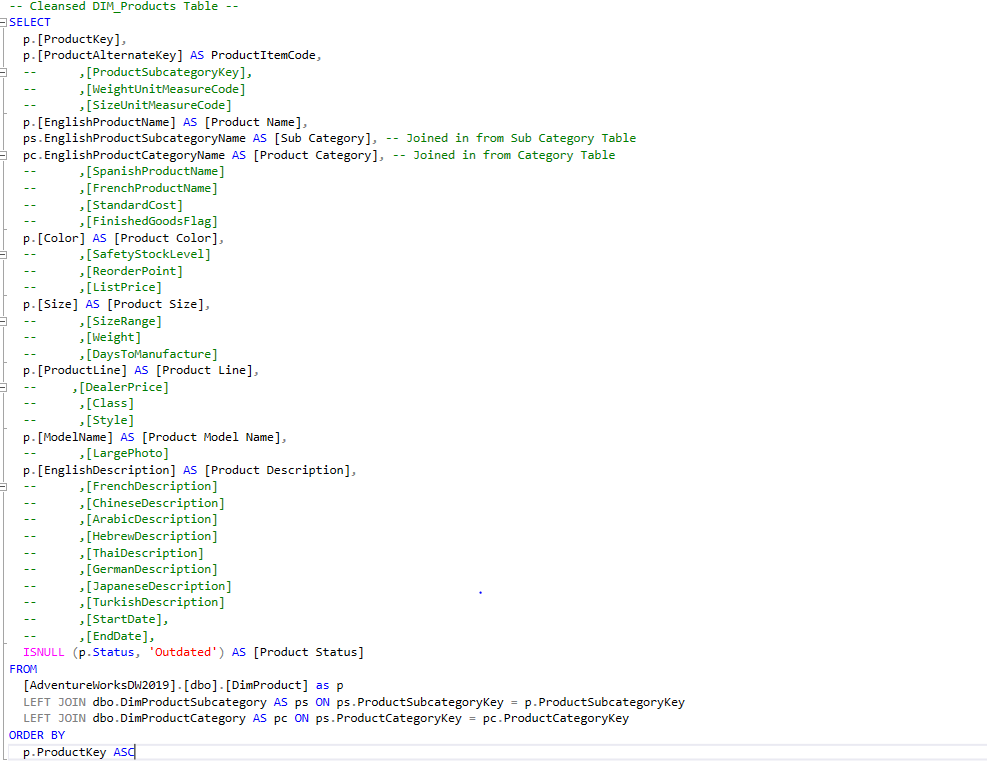 -- Cleansed DIM_Products Table --
SELECT
p.[ProductKey],
p.[ProductAlternateKey] AS ProductItemCode,
-- ,[ProductSubcategoryKey],
-- ,[WeightUnitMeasureCode]
-- ,[SizeUnitMeasureCode]
p.[EnglishProductName] AS [Product Name],
ps.EnglishProductSubcategoryName AS [Sub Category], -- Joined in from Sub Category Table
pc.EnglishProductCategoryName AS [Product Category], -- Joined in from Category Table
-- ,[SpanishProductName]
-- ,[FrenchProductName]
-- ,[StandardCost]
-- ,[FinishedGoodsFlag]
p.[Color] AS [Product Color],
-- ,[SafetyStockLevel]
-- ,[ReorderPoint]
-- ,[ListPrice]
p.[Size] AS [Product Size],
-- ,[SizeRange]
-- ,[Weight]
-- ,[DaysToManufacture]
p.[ProductLine] AS [Product Line],
-- ,[DealerPrice]
-- ,[Class]
-- ,[Style]
p.[ModelName] AS [Product Model Name],
-- ,[LargePhoto]
p.[EnglishDescription] AS [Product Description],
-- ,[FrenchDescription]
-- ,[ChineseDescription]
-- ,[ArabicDescription]
-- ,[HebrewDescription]
-- ,[ThaiDescription]
-- ,[GermanDescription]
-- ,[JapaneseDescription]
-- ,[TurkishDescription]
-- ,[StartDate],
-- ,[EndDate],
ISNULL (p.Status, 'Outdated') AS [Product Status]
FROM
[AdventureWorksDW2019].[dbo].[DimProduct] as p
LEFT JOIN dbo.DimProductSubcategory AS ps ON ps.ProductSubcategoryKey = p.ProductSubcategoryKey
LEFT JOIN dbo.DimProductCategory AS pc ON ps.ProductCategoryKey = pc.ProductCategoryKey
ORDER BY
p.ProductKey ASC